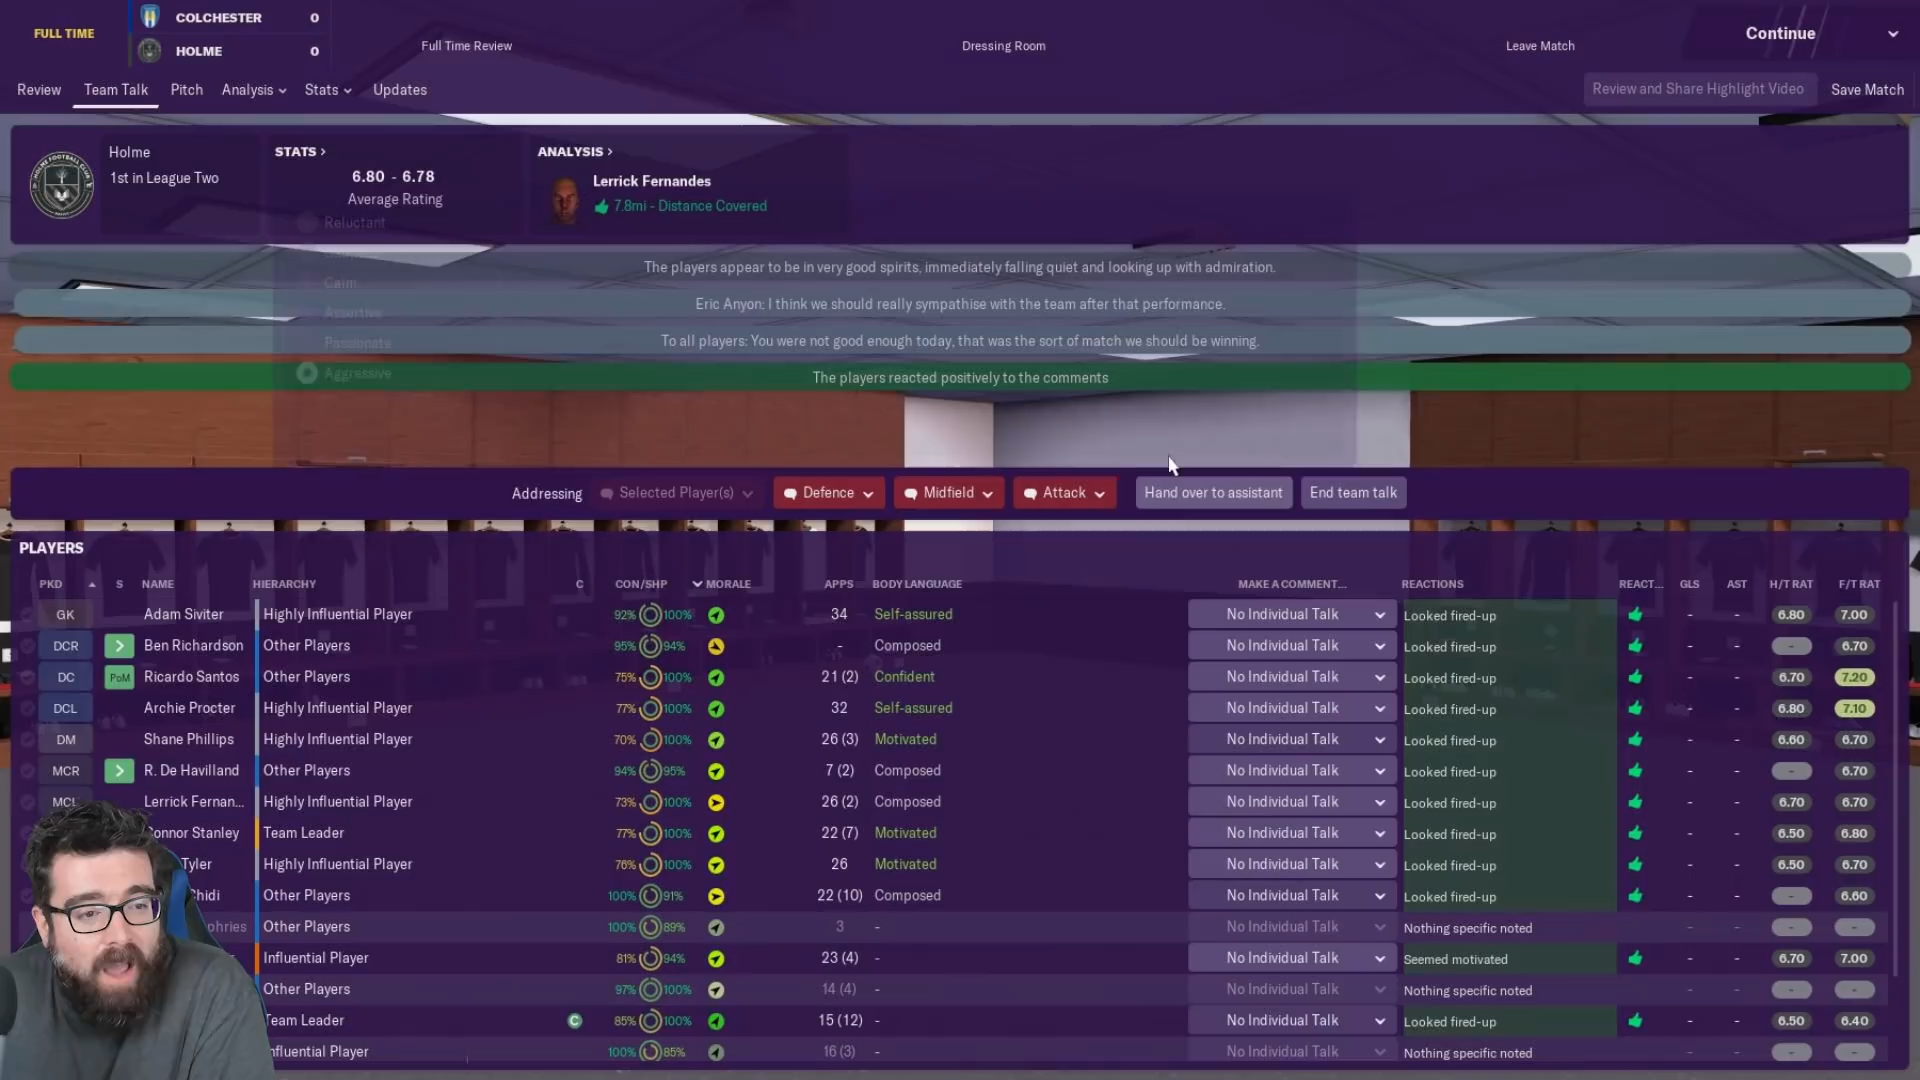 FULL TIME
COLCHESTER 0
HOLME 0
Full Time Review
Dressing Room
Leave Match
Continue
Review
Team Talk
Pitch
Analysis
Stats
Updates
Review and Share Highlight Video
Save Match
Holme
1st in League Two
STATS >
6.80 - 6.78
Average Rating
ANALYSIS >
Lerrick Fernandes
7.8mi - Distance Covered
Reluctant
Calm
Assertive
Passionate
Aggressive
The players appear to be in very good spirits, immediately falling quiet and looking up with admiration.
Eric Anyon: I think we should really sympathise with the team after that performance.
To all players: You were not good enough today, that was the sort of match we should be winning.
The players reacted positively to the comments
Addressing Selected Player(s) Defence Midfield Attack Hand over to assistant End team talk
PLAYERS
PKD S NAME HIERARCHY C CON/SHP MORALE APPS BODY LANGUAGE MAKE A COMMENT... REACTIONS REACT... GLS AST H/T RAT F/T RAT
GK Adam Siviter Highly Influential Player 92% 100% 34 Self-assured No Individual Talk Looked fired-up - - 6.80 7.00
DCR Ben Richardson Other Players 95% 94% - Composed No Individual Talk Looked fired-up - - - 6.70
DC PoM Ricardo Santos Other Players 75% 100% 21 (2) Confident No Individual Talk Looked fired-up - - 6.70 7.20
DCL Archie Procter Highly Influential Player 77% 100% 32 Self-assured No Individual Talk Looked fired-up - - 6.80 7.10
DM Shane Phillips Highly Influential Player 70% 100% 26 (3) Motivated No Individual Talk Looked fired-up - - 6.60 6.70
MCR R. De Havilland Other Players 94% 95% 7 (2) Composed No Individual Talk Looked fired-up - - - 6.70
MCL Lerrick Fernan... Highly Influential Player 73% 100% 26 (2) Composed No Individual Talk Looked fired-up - - 6.70 6.70
onnor Stanley Team Leader 77% 100% 22 (7) Motivated No Individual Talk Looked fired-up - - 6.50 6.80
Tyler Highly Influential Player 76% 100% 26 Motivated No Individual Talk Looked fired-up - - 6.50 6.70
hidi Other Players 100% 91% 22 (10) Composed No Individual Talk Looked fired-up - - - 6.60
phries Other Players 100% 89% 3 - No Individual Talk Nothing specific noted - - - -
Influential Player 81% 94% 23 (4) - No Individual Talk Seemed motivated - - 6.70 7.00
Other Players 97% 100% 14 (4) - No Individual Talk Nothing specific noted - - - -
Team Leader C 85% 100% 15 (12) - No Individual Talk Looked fired-up - - 6.50 6.40
nfluential Player 100% 85% 16 (3) - No Individual Talk Nothing specific noted - - - -